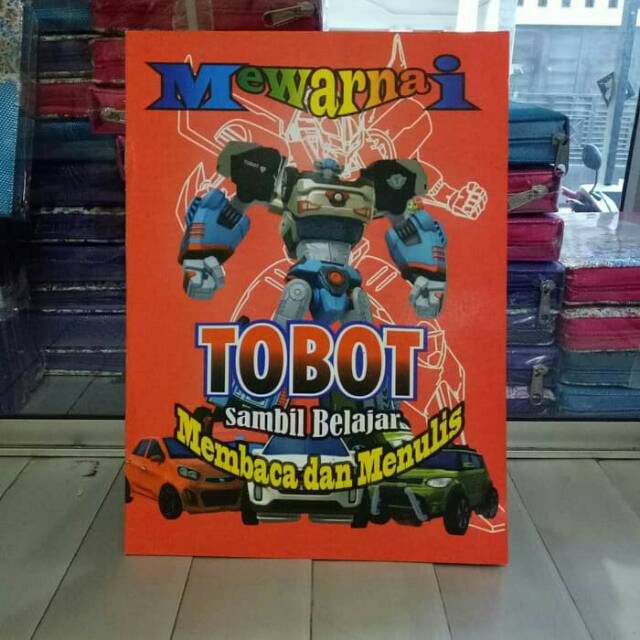 Mewarnai
TOBOT
Sambil Belajar
Membaca dan Menulis